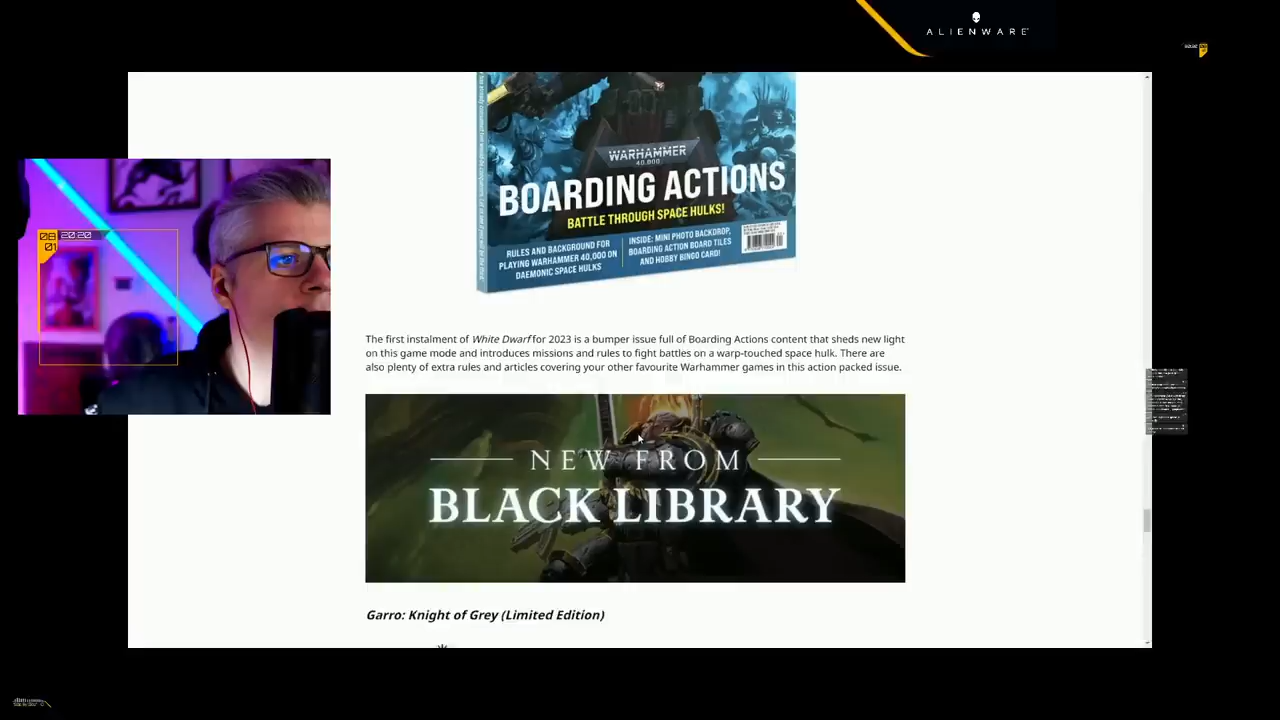 ALIENWARE
WARHAMMER
40,000
BOARDING ACTIONS
BATTLE THROUGH SPACE HULKS!
RULES AND BACKGROUND FOR
PLAYING WARHAMMER 40,000 ON
DAEMONIC SPACE HULKS
INSIDE: MINI PHOTO BACKDROP,
BOARDING ACTION BOARD TILES
AND HOBBY BINGO CARD!
08 20:20
01
The first instalment of White Dwarf for 2023 is a bumper issue full of Boarding Actions content that sheds new light
on this game mode and introduces missions and rules to fight battles on a warp-touched space hulk. There are
also plenty of extra rules and articles covering your other favourite Warhammer games in this action packed issue.
NEW FROM
BLACK LIBRARY
Garro: Knight of Grey (Limited Edition)